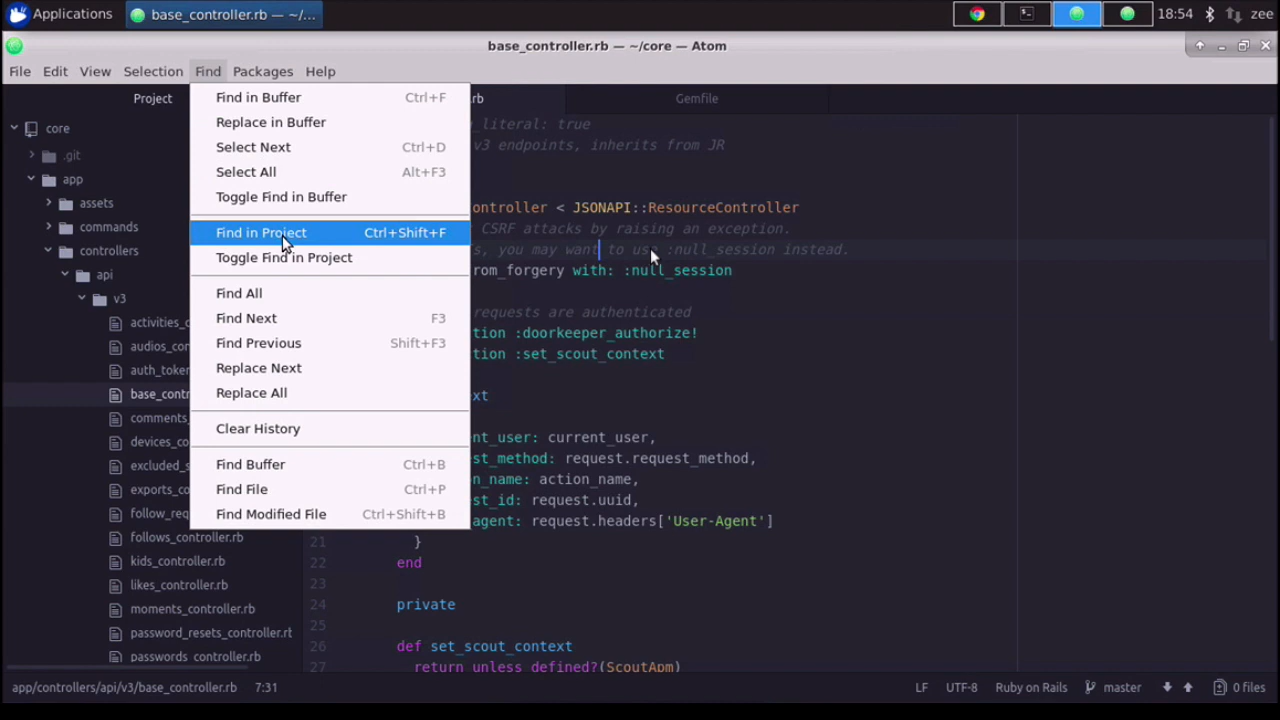 Applications
base_controller.rb — ~/...
18:54
zee
base_controller.rb — ~/core — Atom
File Edit View Selection Find Packages Help
Project
rb
Gemfile
core
.git
app
assets
commands
controllers
api
v3
activities_c
audios_con
auth_toke
base_contr
comments_
devices_co
excluded_s
exports_co
follow_req
follows_controller.rb
kids_controller.rb
likes_controller.rb
moments_controller.rb
password_resets_controller.rb
passwords_controller.rb
Find in Buffer Ctrl+F
Replace in Buffer
Select Next Ctrl+D
Select All Alt+F3
Toggle Find in Buffer
Find in Project Ctrl+Shift+F
Toggle Find in Project
Find All
Find Next F3
Find Previous Shift+F3
Replace Next
Replace All
Clear History
Find Buffer Ctrl+B
Find File Ctrl+P
Find Modified File Ctrl+Shift+B
_literal: true
v3 endpoints, inherits from JR
ontroller < JSONAPI::ResourceController
CSRF attacks by raising an exception.
s, you may want to use :null_session instead.
rom_forgery with: :null_session
requests are authenticated
tion :doorkeeper_authorize!
tion :set_scout_context
xt
ent_user: current_user,
st_method: request.request_method,
n_name: action_name,
st_id: request.uuid,
agent: request.headers['User-Agent']
21 }
22 end
23
24 private
25
26 def set_scout_context
27 return unless defined?(ScoutApm)
app/controllers/api/v3/base_controller.rb 7:31
LF UTF-8 Ruby on Rails master 0 files